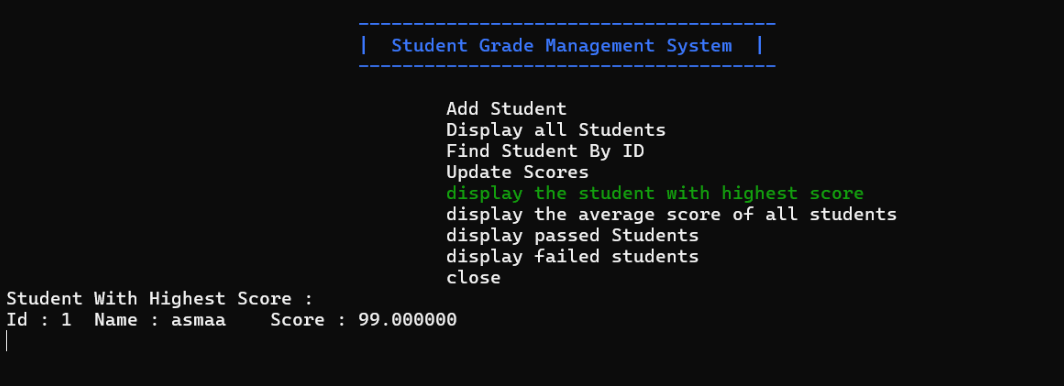 --------------------------------------
|  Student Grade Management System  |
--------------------------------------
Add Student
Display all Students
Find Student By ID
Update Scores
display the student with highest score
display the average score of all students
display passed Students
display failed students
close
Student With Highest Score :
Id : 1  Name : asmaa    Score : 99.000000